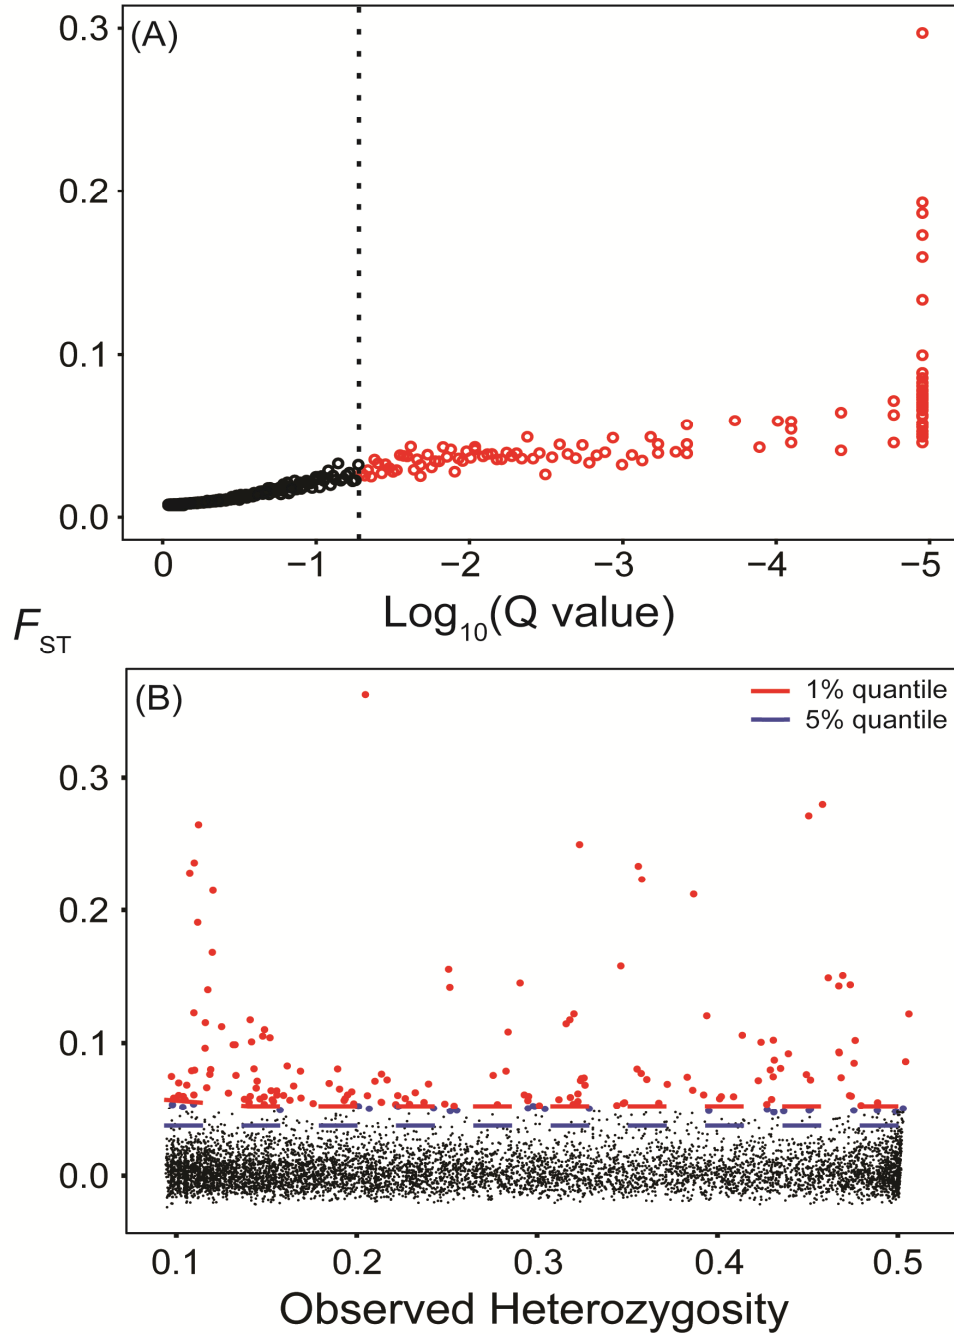 (A)
0.3
0.2
0.1
0.0
0 −1 −2 −3 −4 −5
Log10(Q value)
FST
(B)
1% quantile
5% quantile
0.3
0.2
0.1
0.0
0.1 0.2 0.3 0.4 0.5
Observed Heterozygosity